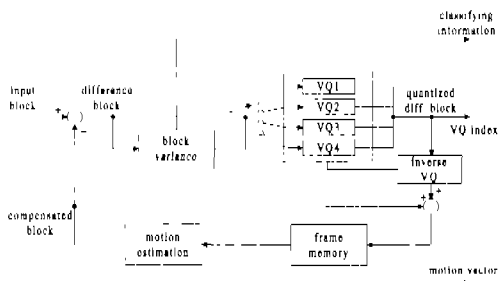 classifying
information
input
block
difference
block
VQ1
VQ2
VQ3
VQ4
quantized
diff block
VQ index
block
variance
inverse
VQ
compensated
block
motion
estimation
frame
memory
motion vector